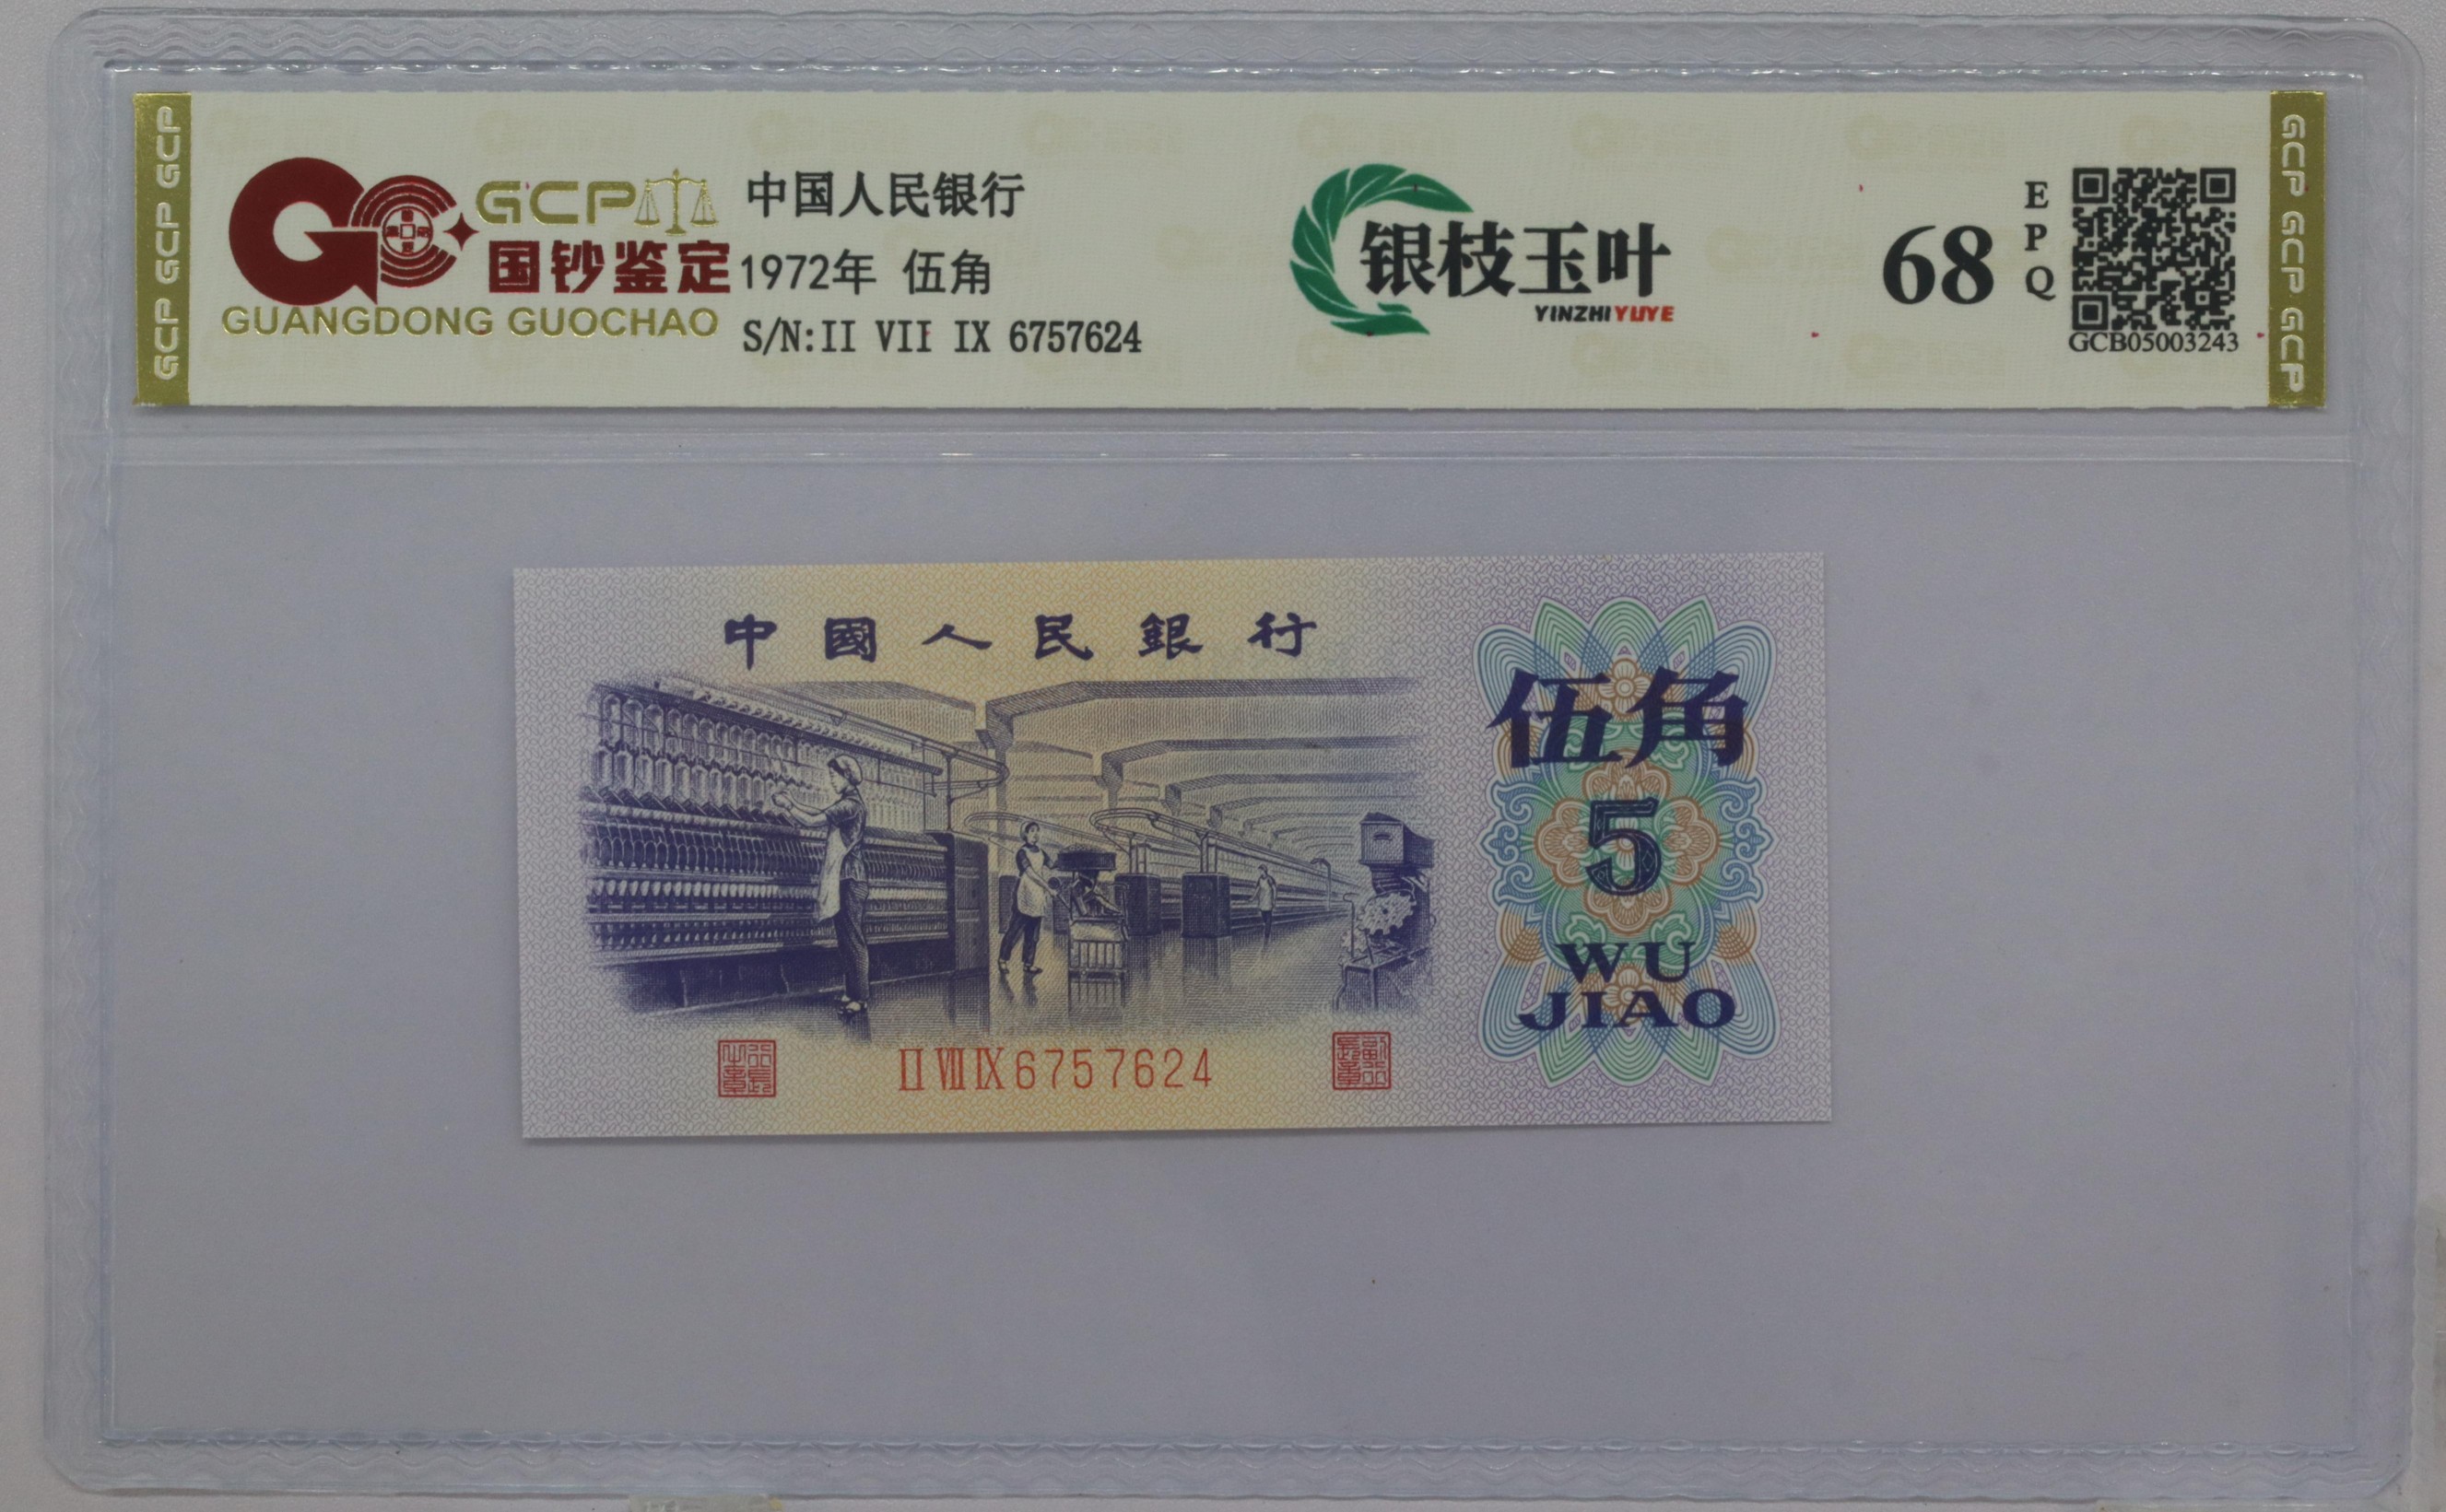 GCP GCP GCP
GCP
国钞鉴定
GUANGDONG GUOCHAO
中国人民银行
1972年 伍角
S/N:II VII IX 6757624
银枝玉叶
YINZHIYUYE
68
EPQ
GCB05003243
GCP GCP GCP
中國人民銀行
伍角
5
WU
JIAO
II VII IX 6757624